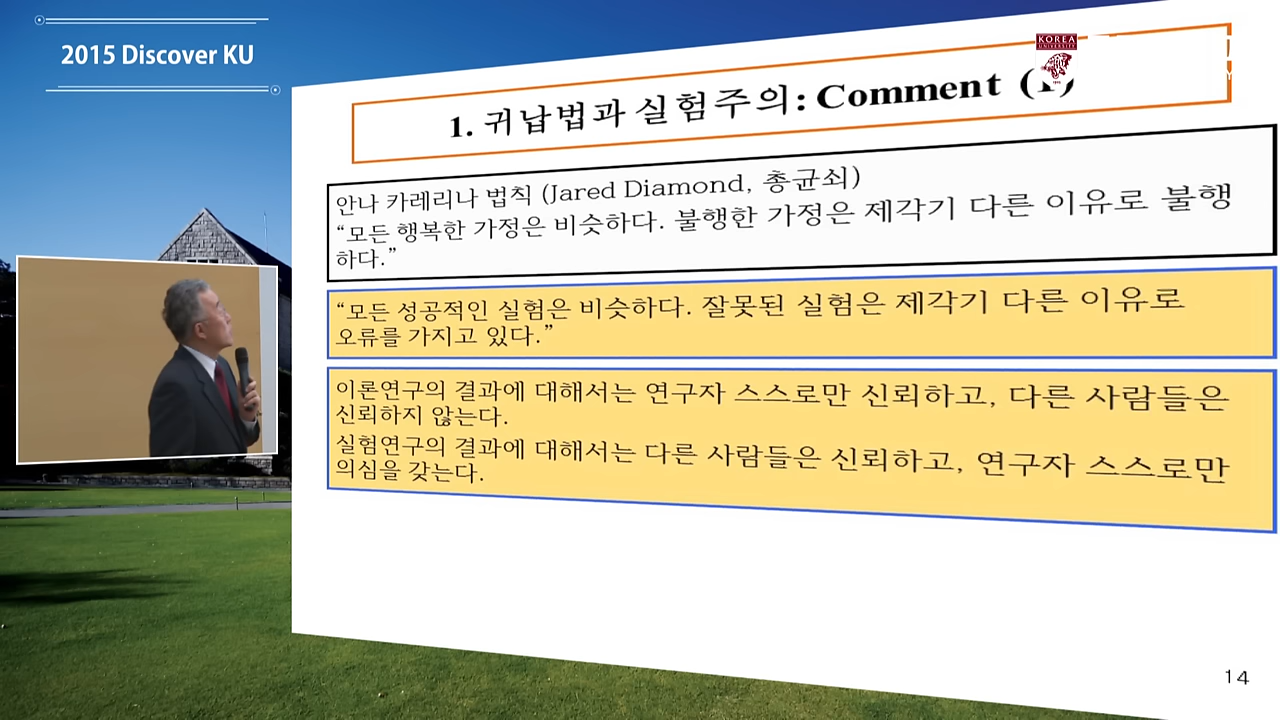 2015 Discover KU
KOREA
UNIVERSITY
1. 귀납법과 실험주의: Comment (1)
안나 카레리나 법칙 (Jared Diamond, 총균쇠)
“모든 행복한 가정은 비슷하다. 불행한 가정은 제각기 다른 이유로 불행
하다.”
“모든 성공적인 실험은 비슷하다. 잘못된 실험은 제각기 다른 이유로
오류를 가지고 있다.”
이론연구의 결과에 대해서는 연구자 스스로만 신뢰하고, 다른 사람들은
신뢰하지 않는다.
실험연구의 결과에 대해서는 다른 사람들은 신뢰하고, 연구자 스스로만
의심을 갖는다.
14